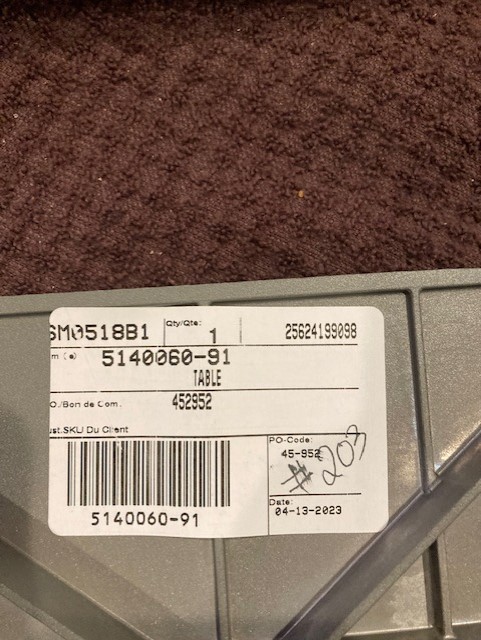 SM0518B1 Qty/Qte: 1 25624199098
m (e) 5140060-91
TABLE
O./Bon de Com. 452952
ust.SKU Du Client
PO-Code:
45-952
#203
5140060-91
Date:
04-13-2023